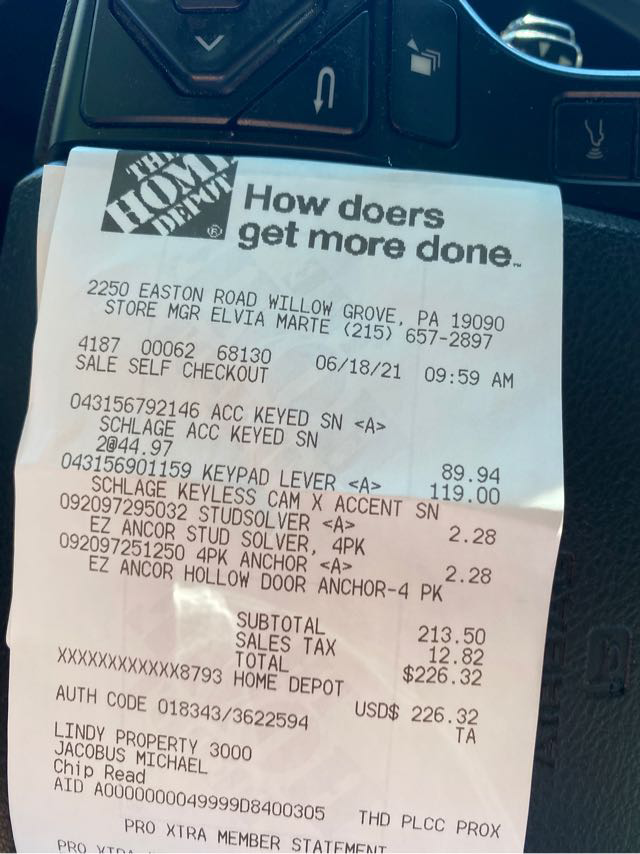 THE
HOME
DEPOT
®
How doers
get more done™
2250 EASTON ROAD WILLOW GROVE, PA 19090
STORE MGR ELVIA MARTE (215) 657-2897
4187 00062 68130 06/18/21 09:59 AM
SALE SELF CHECKOUT
043156792146 ACC KEYED SN <A>
SCHLAGE ACC KEYED SN
2@44.97 89.94
043156901159 KEYPAD LEVER <A> 119.00
SCHLAGE KEYLESS CAM X ACCENT SN
092097295032 STUDSOLVER <A> 2.28
EZ ANCOR STUD SOLVER, 4PK
092097251250 4PK ANCHOR <A> 2.28
EZ ANCOR HOLLOW DOOR ANCHOR-4 PK
SUBTOTAL 213.50
SALES TAX 12.82
TOTAL $226.32
XXXXXXXXXXXX8793 HOME DEPOT
USD$ 226.32
AUTH CODE 018343/3622594 TA
LINDY PROPERTY 3000
JACOBUS MICHAEL
Chip Read
AID A0000000049999D8400305 THD PLCC PROX
PRO XTRA MEMBER STATEMENT
PRO XTRA
AIRBAG